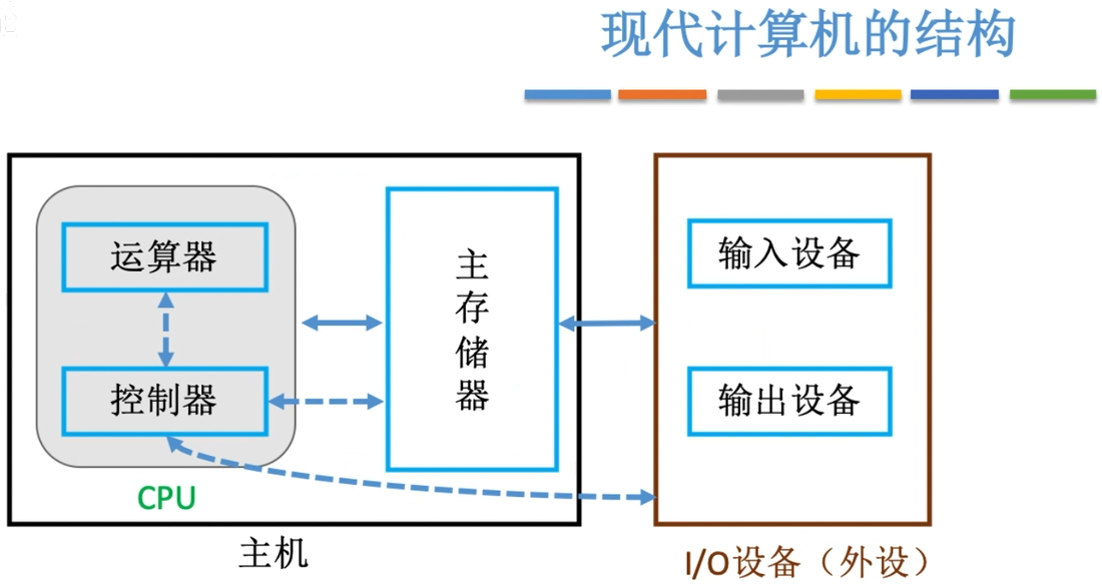 现代计算机的结构
运算器
控制器
CPU
主存储器
主机
输入设备
输出设备
I/O设备（外设）